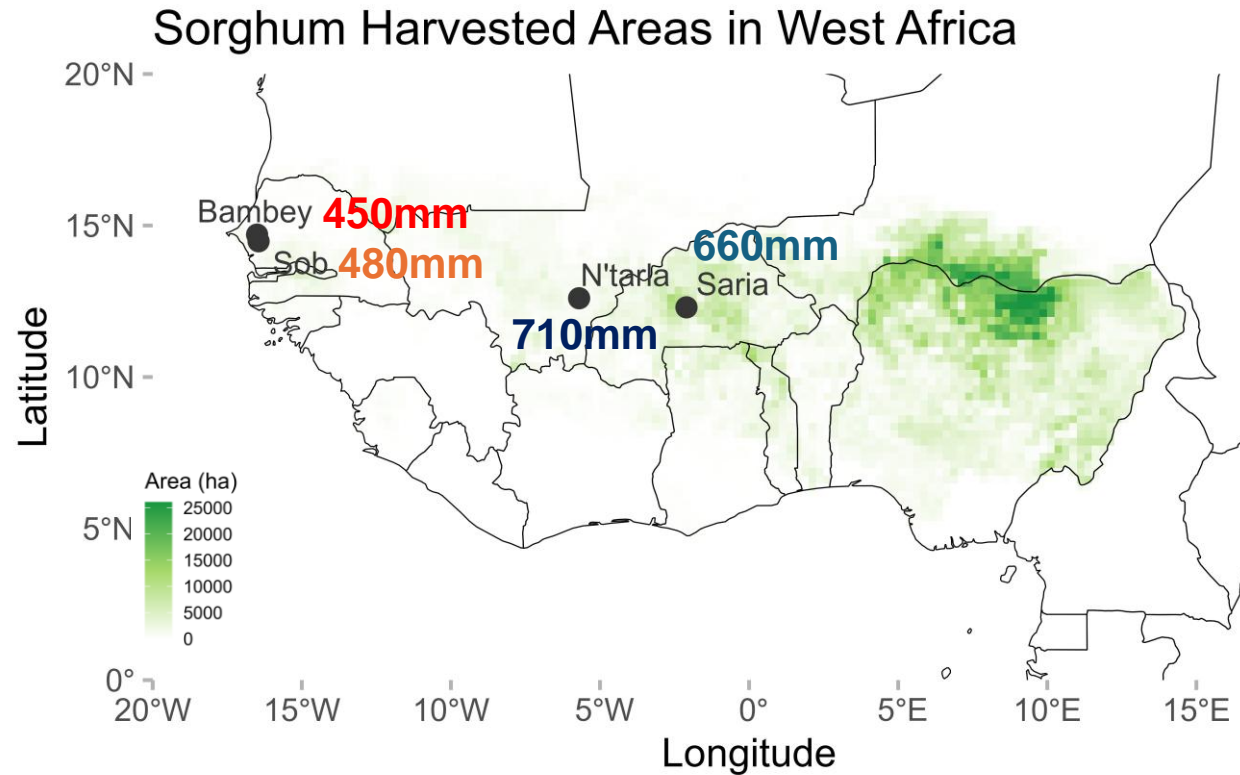 Sorghum Harvested Areas in West Africa
20°N
15°N
10°N
5°N
0°
Latitude
Bambey 450mm
Sob 480mm
N'tarla
710mm
660mm
Saria
Area (ha)
25000
20000
15000
10000
5000
0
20°W 15°W 10°W 5°W 0° 5°E 10°E 15°E
Longitude